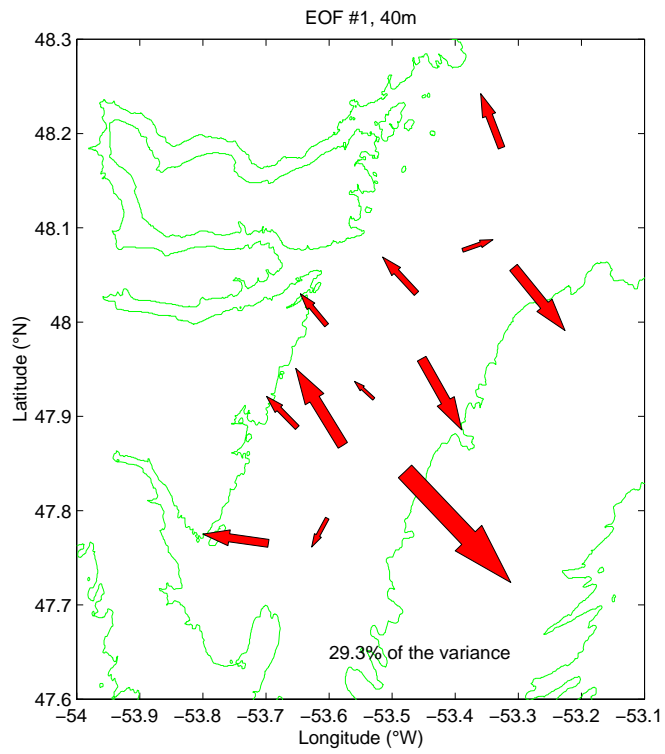 EOF #1, 40m
48.3
48.2
48.1
48
47.9
47.8
47.7
47.6
Latitude (°N)
29.3% of the variance
−54 −53.9 −53.8 −53.7 −53.6 −53.5 −53.4 −53.3 −53.2 −53.1
Longitude (°W)